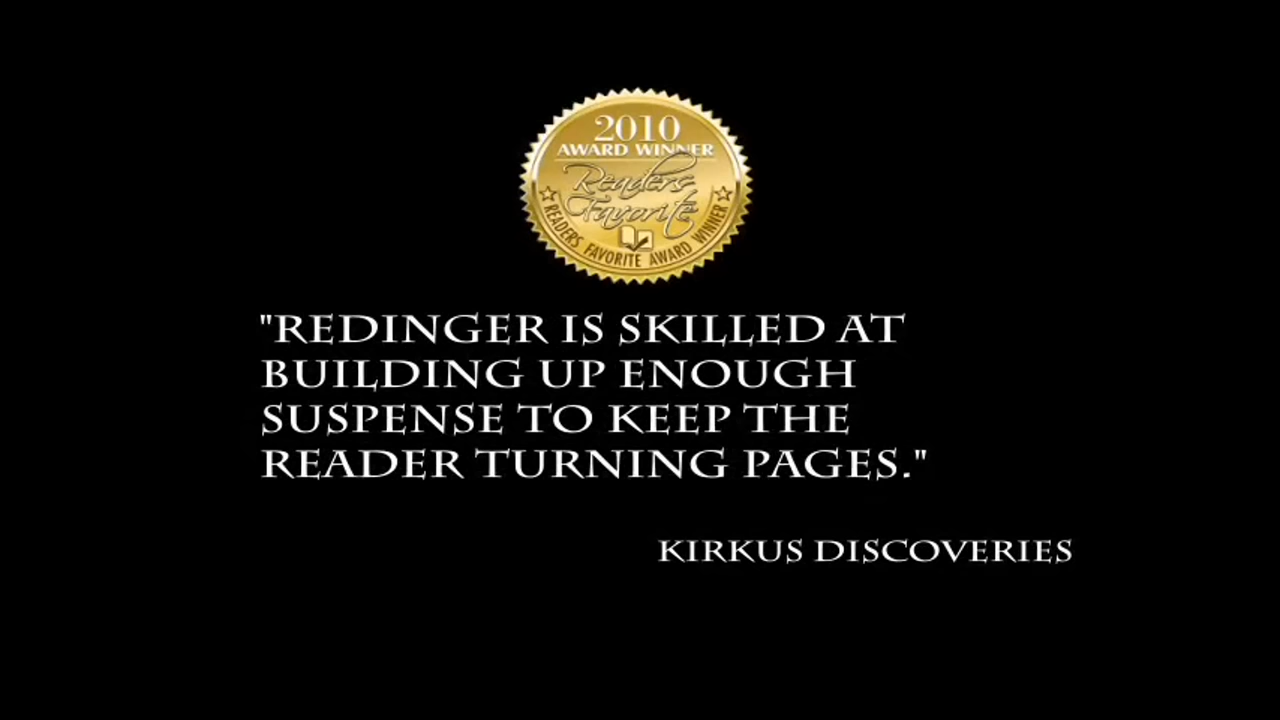 2010
AWARD WINNER
Readers
Favorite
READERS FAVORITE AWARD WINNER
"REDINGER IS SKILLED AT
BUILDING UP ENOUGH
SUSPENSE TO KEEP THE
READER TURNING PAGES."
KIRKUS DISCOVERIES